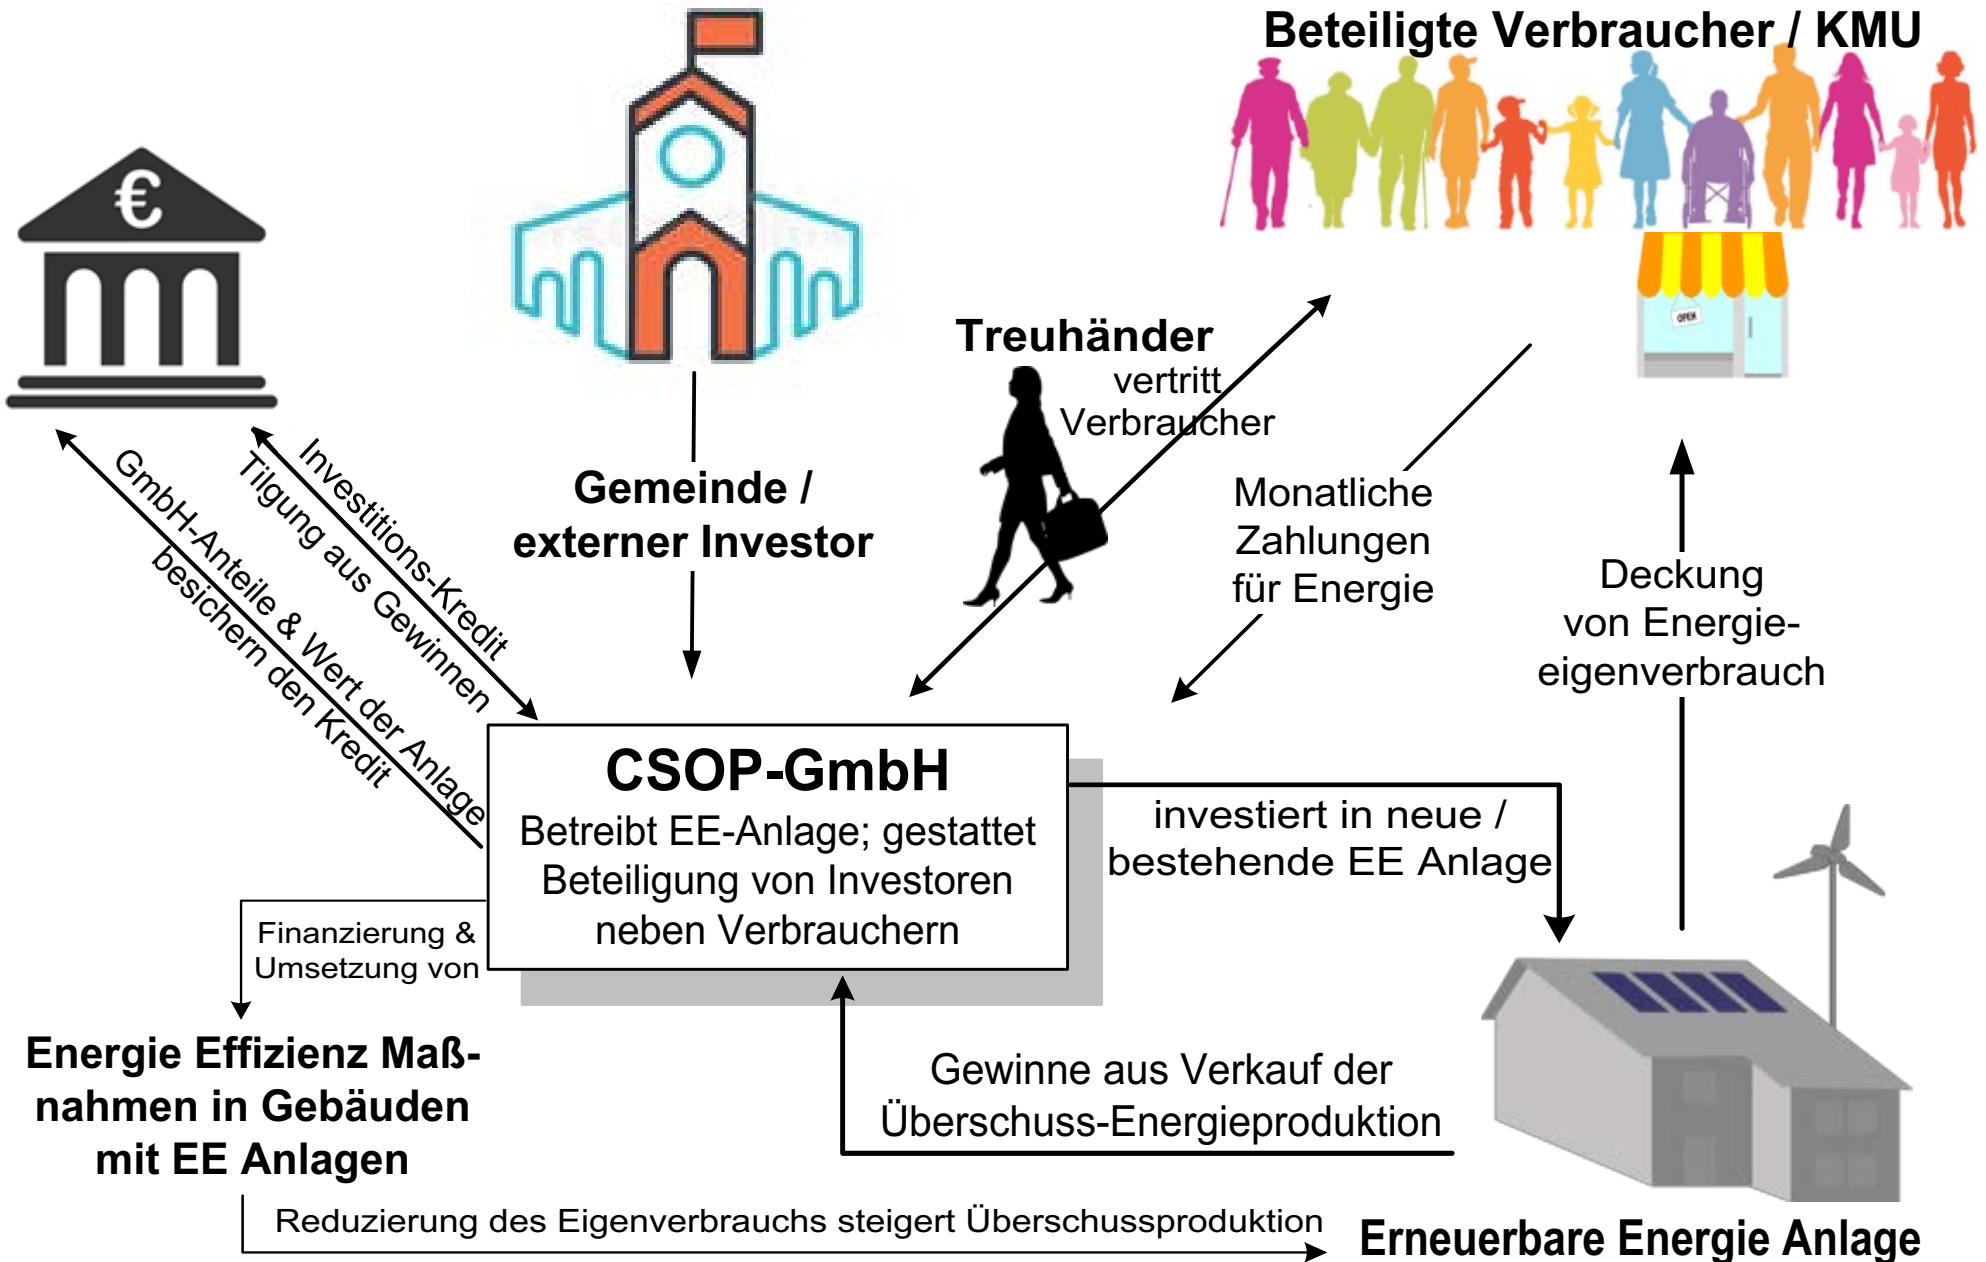 Beteiligte Verbraucher / KMU
€
OPEN
Treuhänder
vertritt
Verbraucher
Investitions-Kredit
Tilgung aus Gewinnen
GmbH-Anteile & Wert der Anlage
besichern den Kredit
Gemeinde /
externer Investor
Monatliche
Zahlungen
für Energie
Deckung
von Energie-
eigenverbrauch
CSOP-GmbH
Betreibt EE-Anlage; gestattet
Beteiligung von Investoren
neben Verbrauchern
investiert in neue /
bestehende EE Anlage
Finanzierung &
Umsetzung von
Energie Effizienz Maß-
nahmen in Gebäuden
mit EE Anlagen
Gewinne aus Verkauf der
Überschuss-Energieproduktion
Reduzierung des Eigenverbrauchs steigert Überschussproduktion
Erneuerbare Energie Anlage